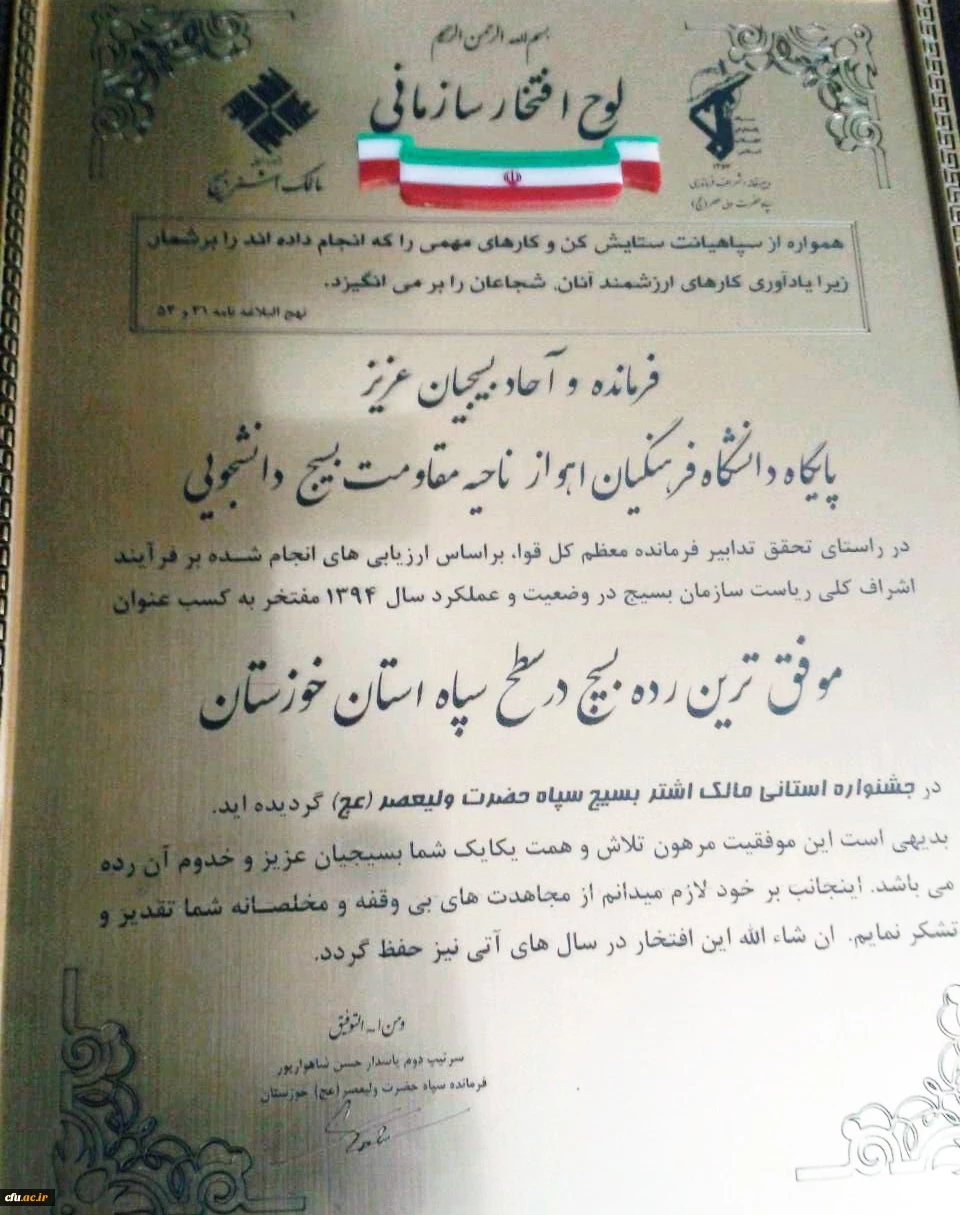 بسم الله الرحمن الرحیم
لوح افتخار سازمانی
مالک اشتر بسیج
سپاه حضرت ولی عصر (عج)
همواره از سپاهیانت ستایش کن و کارهای مهمی را که انجام داده اند را برشمار
زیرا یادآوری کارهای ارزشمند آنان، شجاعان را بر می انگیزد.
نهج البلاغه نامه ۳۱ و ۵۳
فرمانده و آحاد بسیجیان عزیز
پایگاه دانشگاه فرهنگیان اهواز ناحیه مقاومت بسیج دانشجویی
در راستای تحقق تدابیر فرمانده معظم کل قوا، براساس ارزیابی های انجام شده بر فرآیند
اشراف کلی ریاست سازمان بسیج در وضعیت و عملکرد سال ۱۳۹۴ مفتخر به کسب عنوان
موفق ترین رده بسیج در سطح سپاه استان خوزستان
در جشنواره استانی مالک اشتر بسیج سپاه حضرت ولیعصر (عج) گردیده اید.
بدیهی است این موفقیت مرهون تلاش و همت یکایک شما بسیجیان عزیز و خدوم آن رده
می باشد. اینجانب بر خود لازم میدانم از مجاهدت های بی وقفه و مخلصانه شما تقدیر و
تشکر نمایم. ان شاء الله این افتخار در سال های آتی نیز حفظ گردد.
ومن ا... التوفیق
سرتیپ دوم پاسدار حسن شاهوارپور
فرمانده سپاه حضرت ولیعصر (عج) خوزستان
cfu.ac.ir